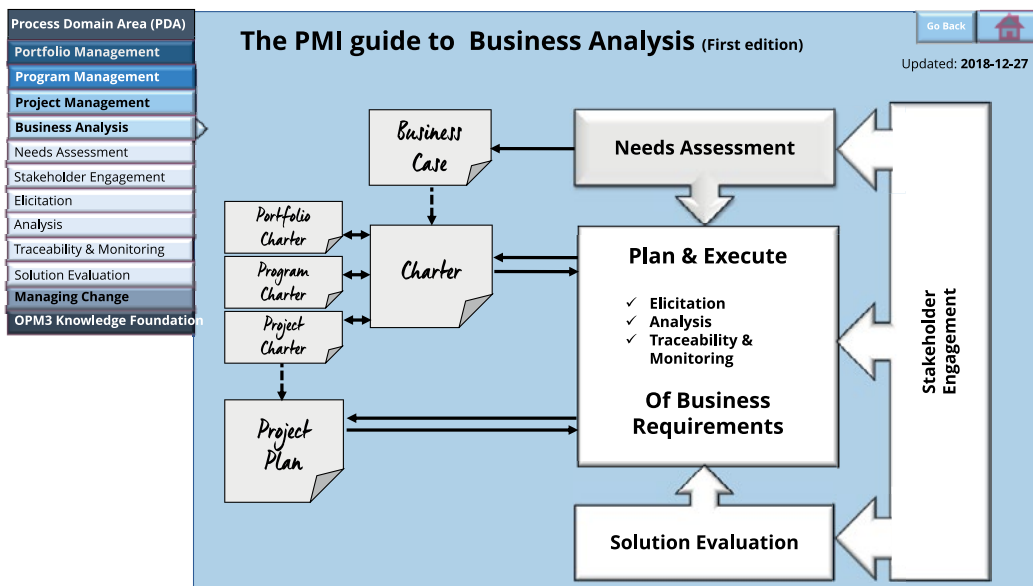 Process Domain Area (PDA)
Portfolio Management
Program Management
Project Management
Business Analysis
Needs Assessment
Stakeholder Engagement
Elicitation
Analysis
Traceability & Monitoring
Solution Evaluation
Managing Change
OPM3 Knowledge Foundation
The PMI guide to Business Analysis (First edition)
Go Back
Updated: 2018-12-27
Business
Case
Needs Assessment
Portfolio
Charter
Program
Charter
Project
Charter
Charter
Plan & Execute
✓ Elicitation
✓ Analysis
✓ Traceability &
Monitoring
Of Business
Requirements
Project
Plan
Solution Evaluation
Stakeholder
Engagement